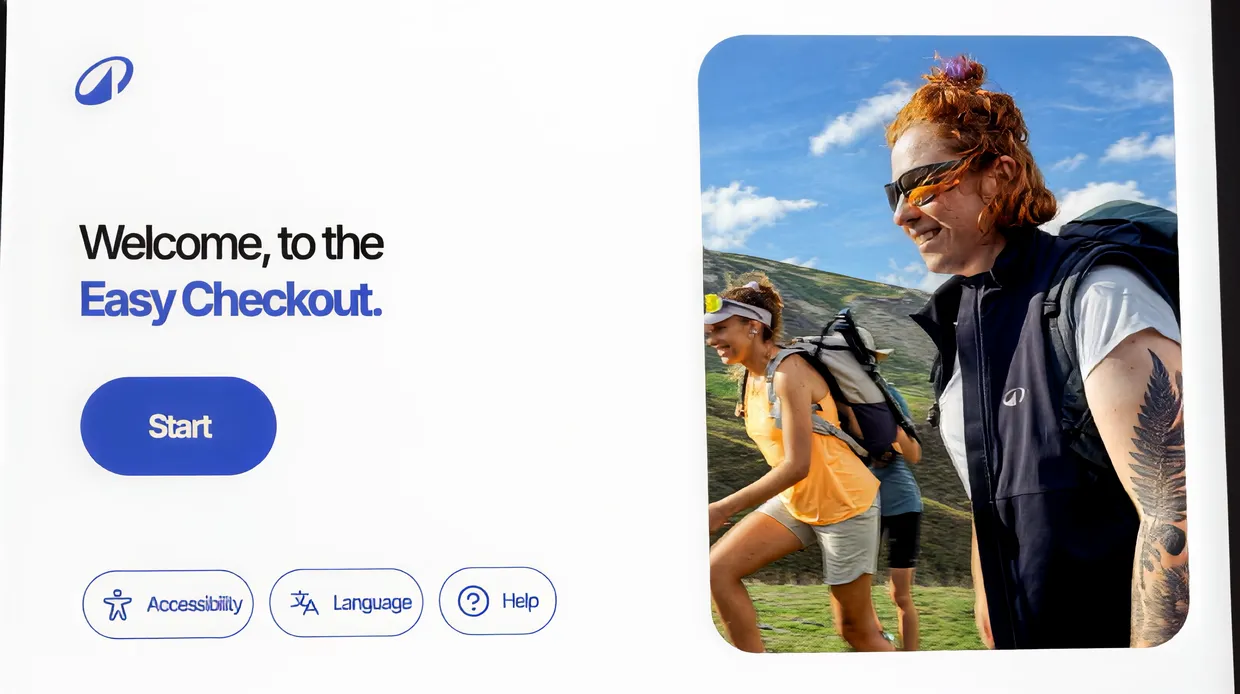 Welcome, to the
Easy Checkout.
Start
Accessibility
Language
Help